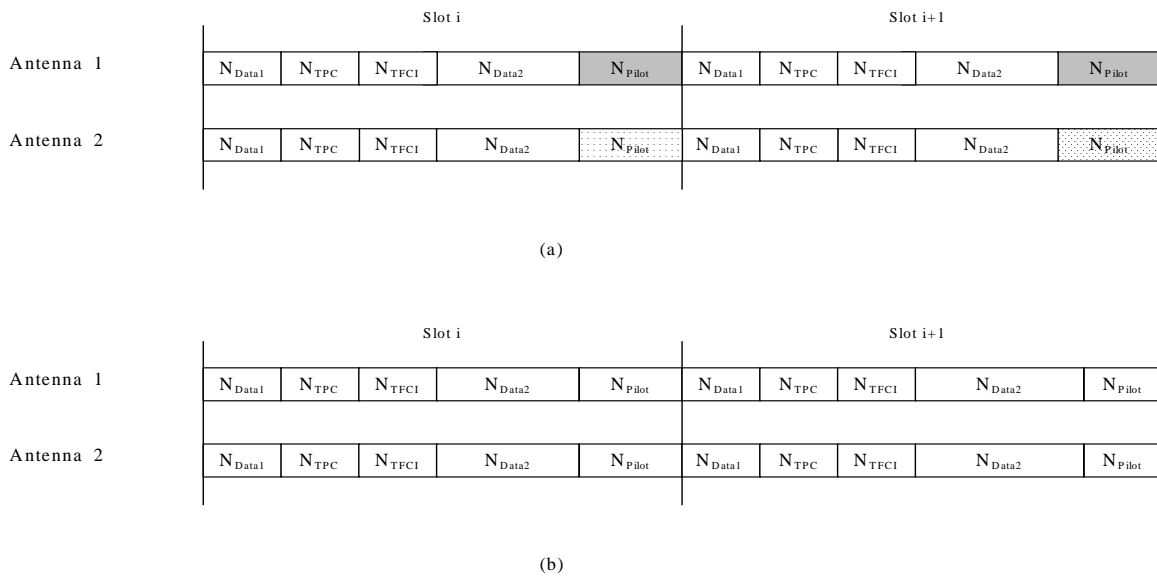 Slot i Slot i+1
Antenna 1 N_Data1 N_TPC N_TFCI N_Data2 N_Pilot N_Data1 N_TPC N_TFCI N_Data2 N_Pilot
Antenna 2 N_Data1 N_TPC N_TFCI N_Data2 N_Pilot N_Data1 N_TPC N_TFCI N_Data2 N_Pilot
(a)
Slot i Slot i+1
Antenna 1 N_Data1 N_TPC N_TFCI N_Data2 N_Pilot N_Data1 N_TPC N_TFCI N_Data2 N_Pilot
Antenna 2 N_Data1 N_TPC N_TFCI N_Data2 N_Pilot N_Data1 N_TPC N_TFCI N_Data2 N_Pilot
(b)